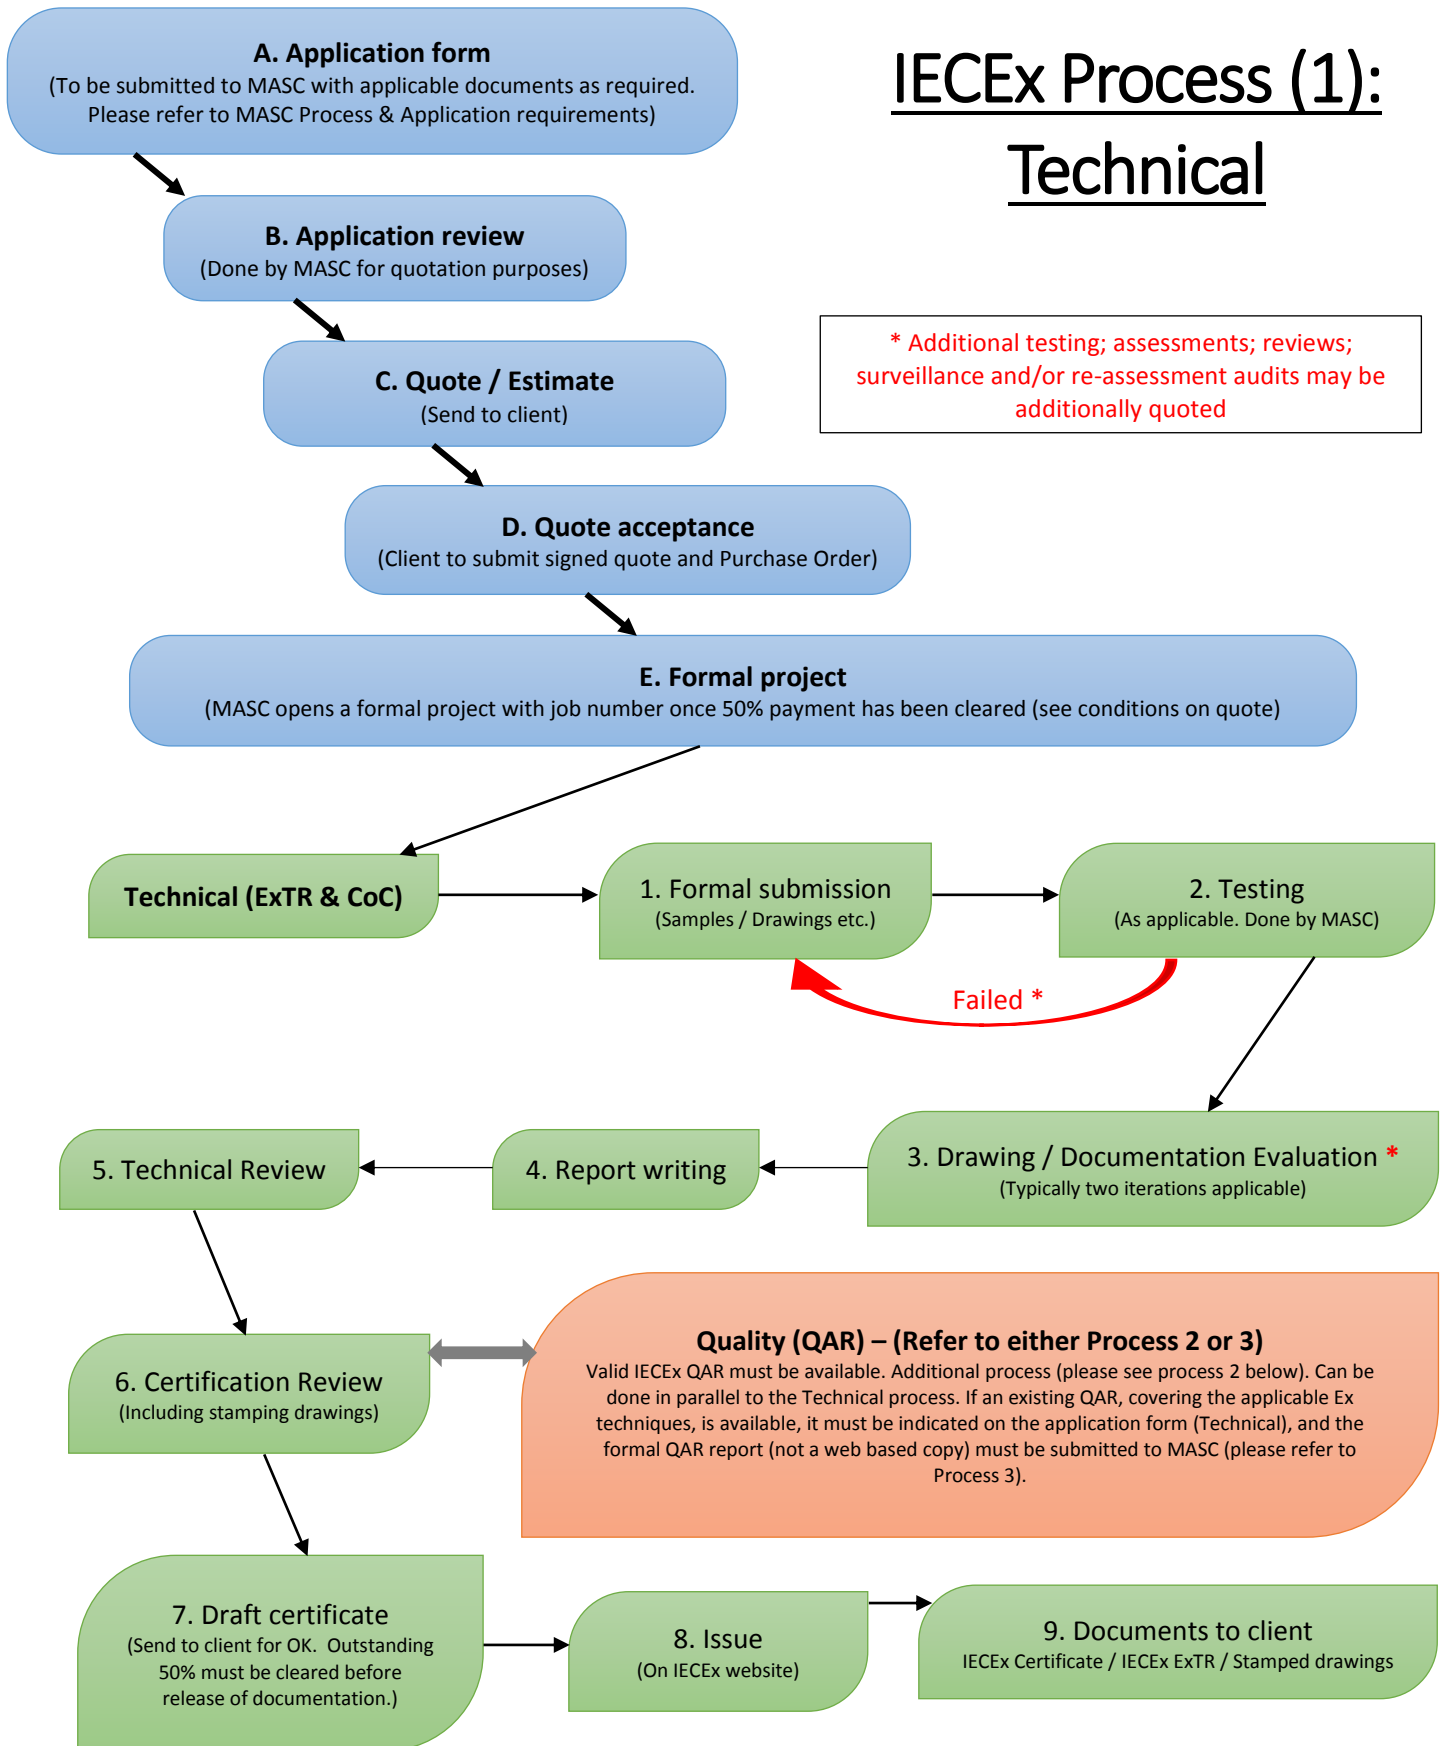 A. Application form
(To be submitted to MASC with applicable documents as required.
Please refer to MASC Process & Application requirements)
IECEx Process (1):
Technical
B. Application review
(Done by MASC for quotation purposes)
* Additional testing; assessments; reviews;
surveillance and/or re-assessment audits may be
additionally quoted
C. Quote / Estimate
(Send to client)
D. Quote acceptance
(Client to submit signed quote and Purchase Order)
E. Formal project
(MASC opens a formal project with job number once 50% payment has been cleared (see conditions on quote)
Technical (ExTR & CoC)
1. Formal submission
(Samples / Drawings etc.)
2. Testing
(As applicable. Done by MASC)
Failed *
3. Drawing / Documentation Evaluation *
(Typically two iterations applicable)
4. Report writing
5. Technical Review
6. Certification Review
(Including stamping drawings)
Quality (QAR) – (Refer to either Process 2 or 3)
Valid IECEx QAR must be available. Additional process (please see process 2 below). Can be
done in parallel to the Technical process. If an existing QAR, covering the applicable Ex
techniques, is available, it must be indicated on the application form (Technical), and the
formal QAR report (not a web based copy) must be submitted to MASC (please refer to
Process 3).
7. Draft certificate
(Send to client for OK.  Outstanding
50% must be cleared before
release of documentation.)
8. Issue
(On IECEx website)
9. Documents to client
IECEx Certificate / IECEx ExTR / Stamped drawings